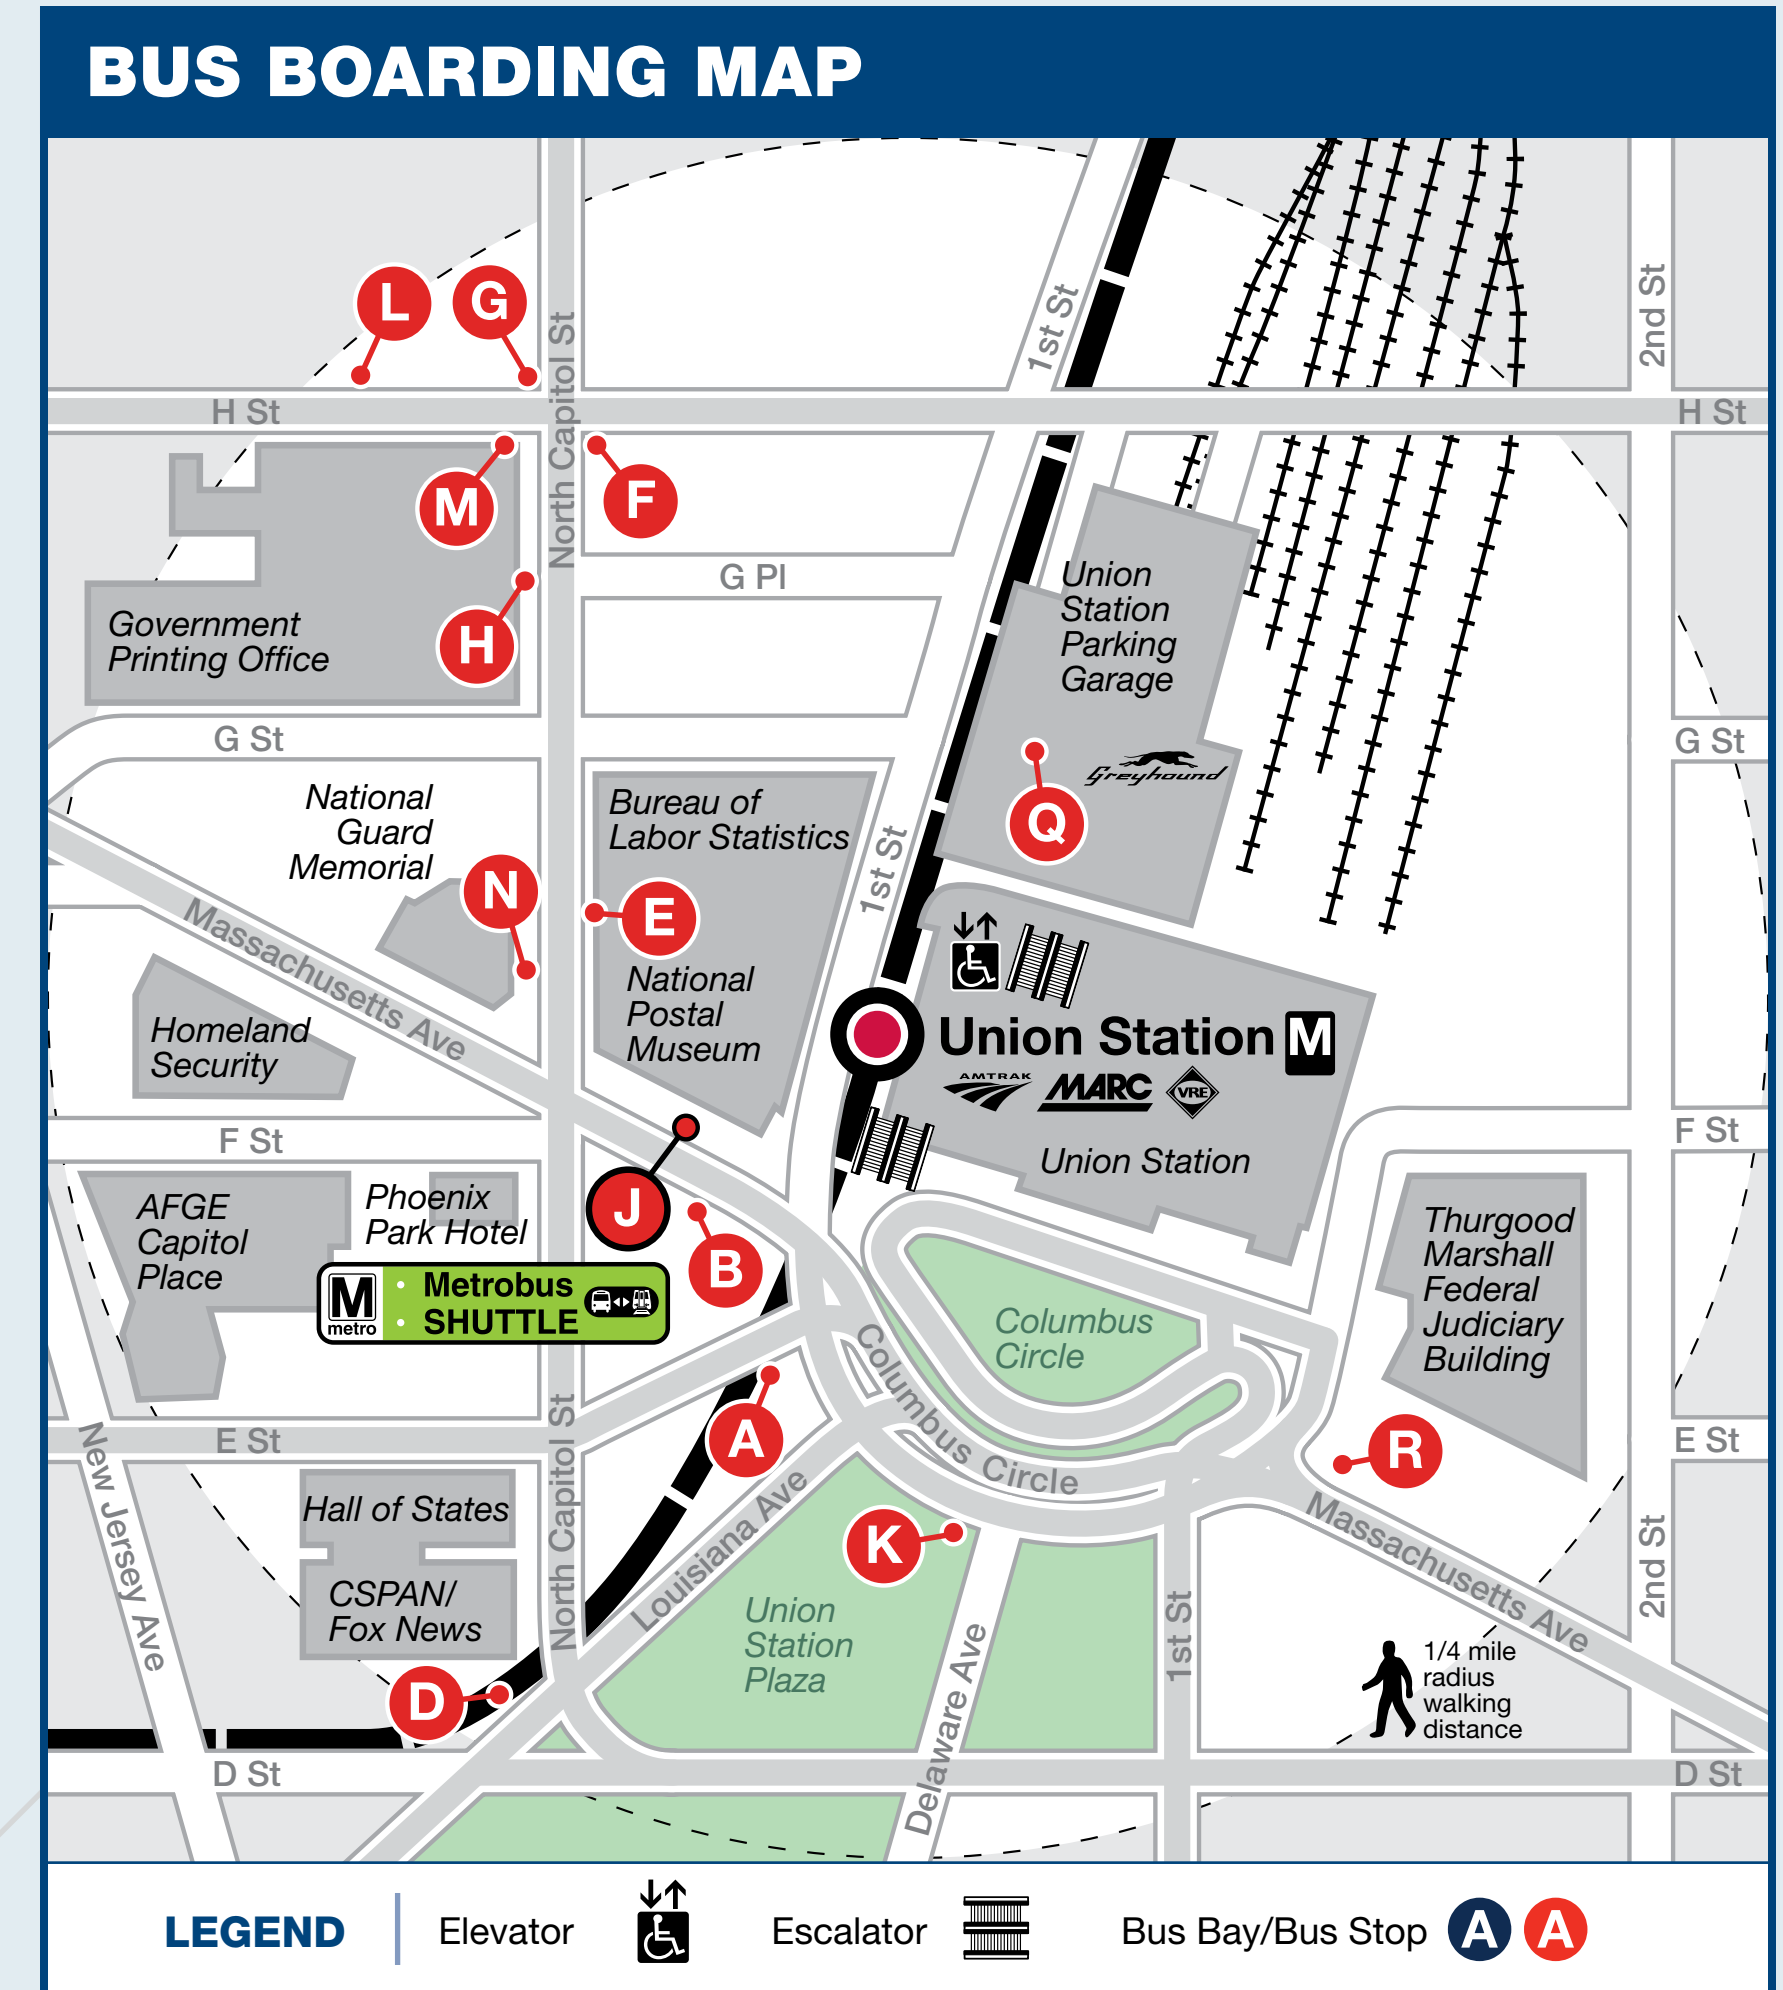 BUS BOARDING MAP
L
G
1st St
2nd St
North Capitol St
H St
H St
M
F
G Pl
Union
Station
Parking
Garage
Government
Printing Office
H
G St
G St
Q
Greyhound
National
Guard
Memorial
Bureau of
Labor Statistics
1st St
N
E
Massachusetts Ave
National
Postal
Museum
Homeland
Security
Union Station M
AMTRAK
MARC
VRE
Union Station
F St
F St
J
B
AFGE
Capitol
Place
Phoenix
Park Hotel
M
metro
• Metrobus
• SHUTTLE
Thurgood
Marshall
Federal
Judiciary
Building
Columbus
Circle
Columbus Circle
A
R
E St
E St
New Jersey Ave
North Capitol St
Hall of States
CSPAN/
Fox News
Louisiana Ave
K
Union
Station
Plaza
Massachusetts Ave
2nd St
1st St
Delaware Ave
1/4 mile
radius
walking
distance
D
D St
D St
LEGEND
Elevator
Escalator
Bus Bay/Bus Stop A A